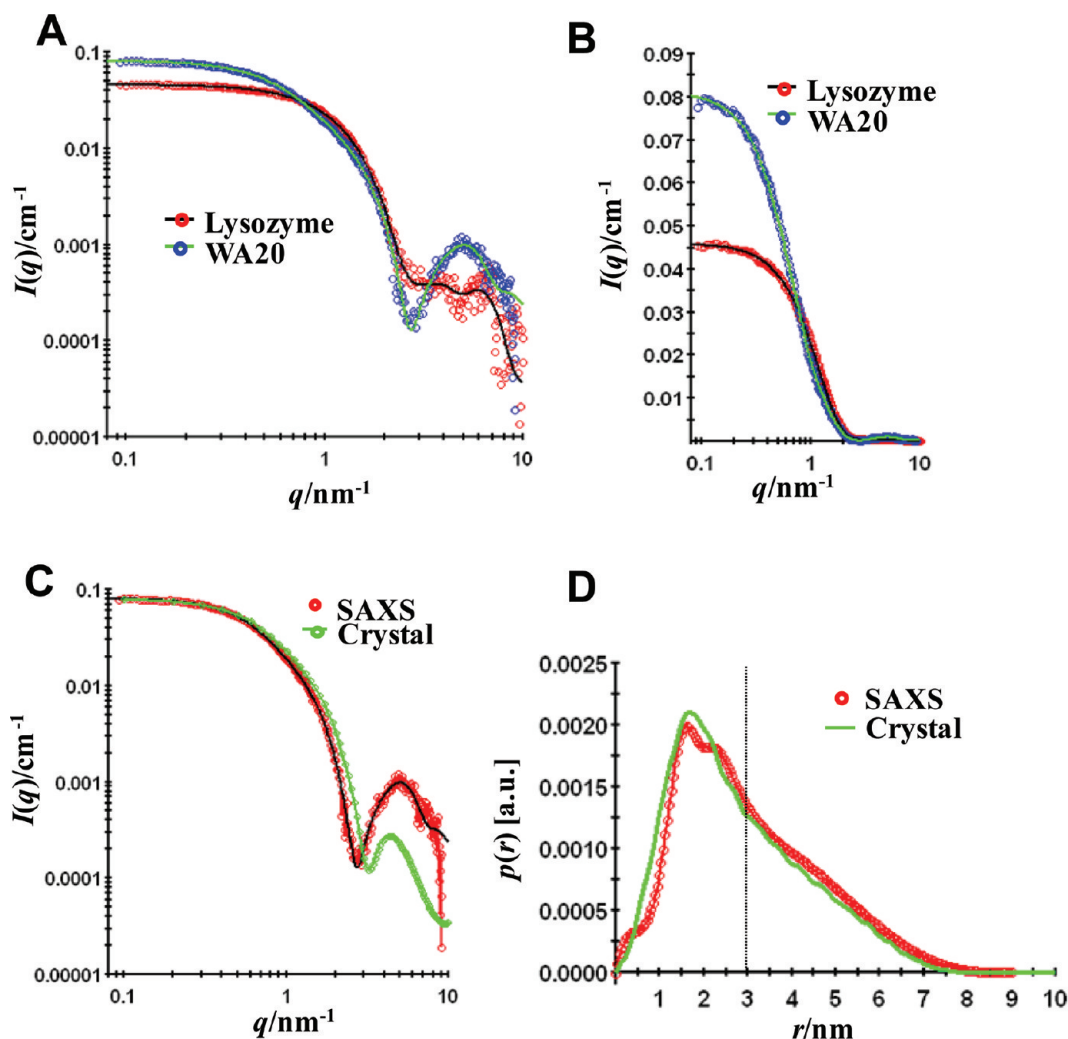 A
0.1
0.01
0.001
0.0001
0.00001
I(q)/cm⁻¹
Lysozyme
WA20
0.1 1 10
q/nm⁻¹
B
0.09
0.08
0.07
0.06
0.05
0.04
0.03
0.02
0.01
I(q)/cm⁻¹
Lysozyme
WA20
0.1 1 10
q/nm⁻¹
C
0.1
0.01
0.001
0.0001
0.00001
I(q)/cm⁻¹
SAXS
Crystal
0.1 1 10
q/nm⁻¹
D
0.0025
0.0020
0.0015
0.0010
0.0005
0.0000
p(r) [a.u.]
SAXS
Crystal
1 2 3 4 5 6 7 8 9 10
r/nm